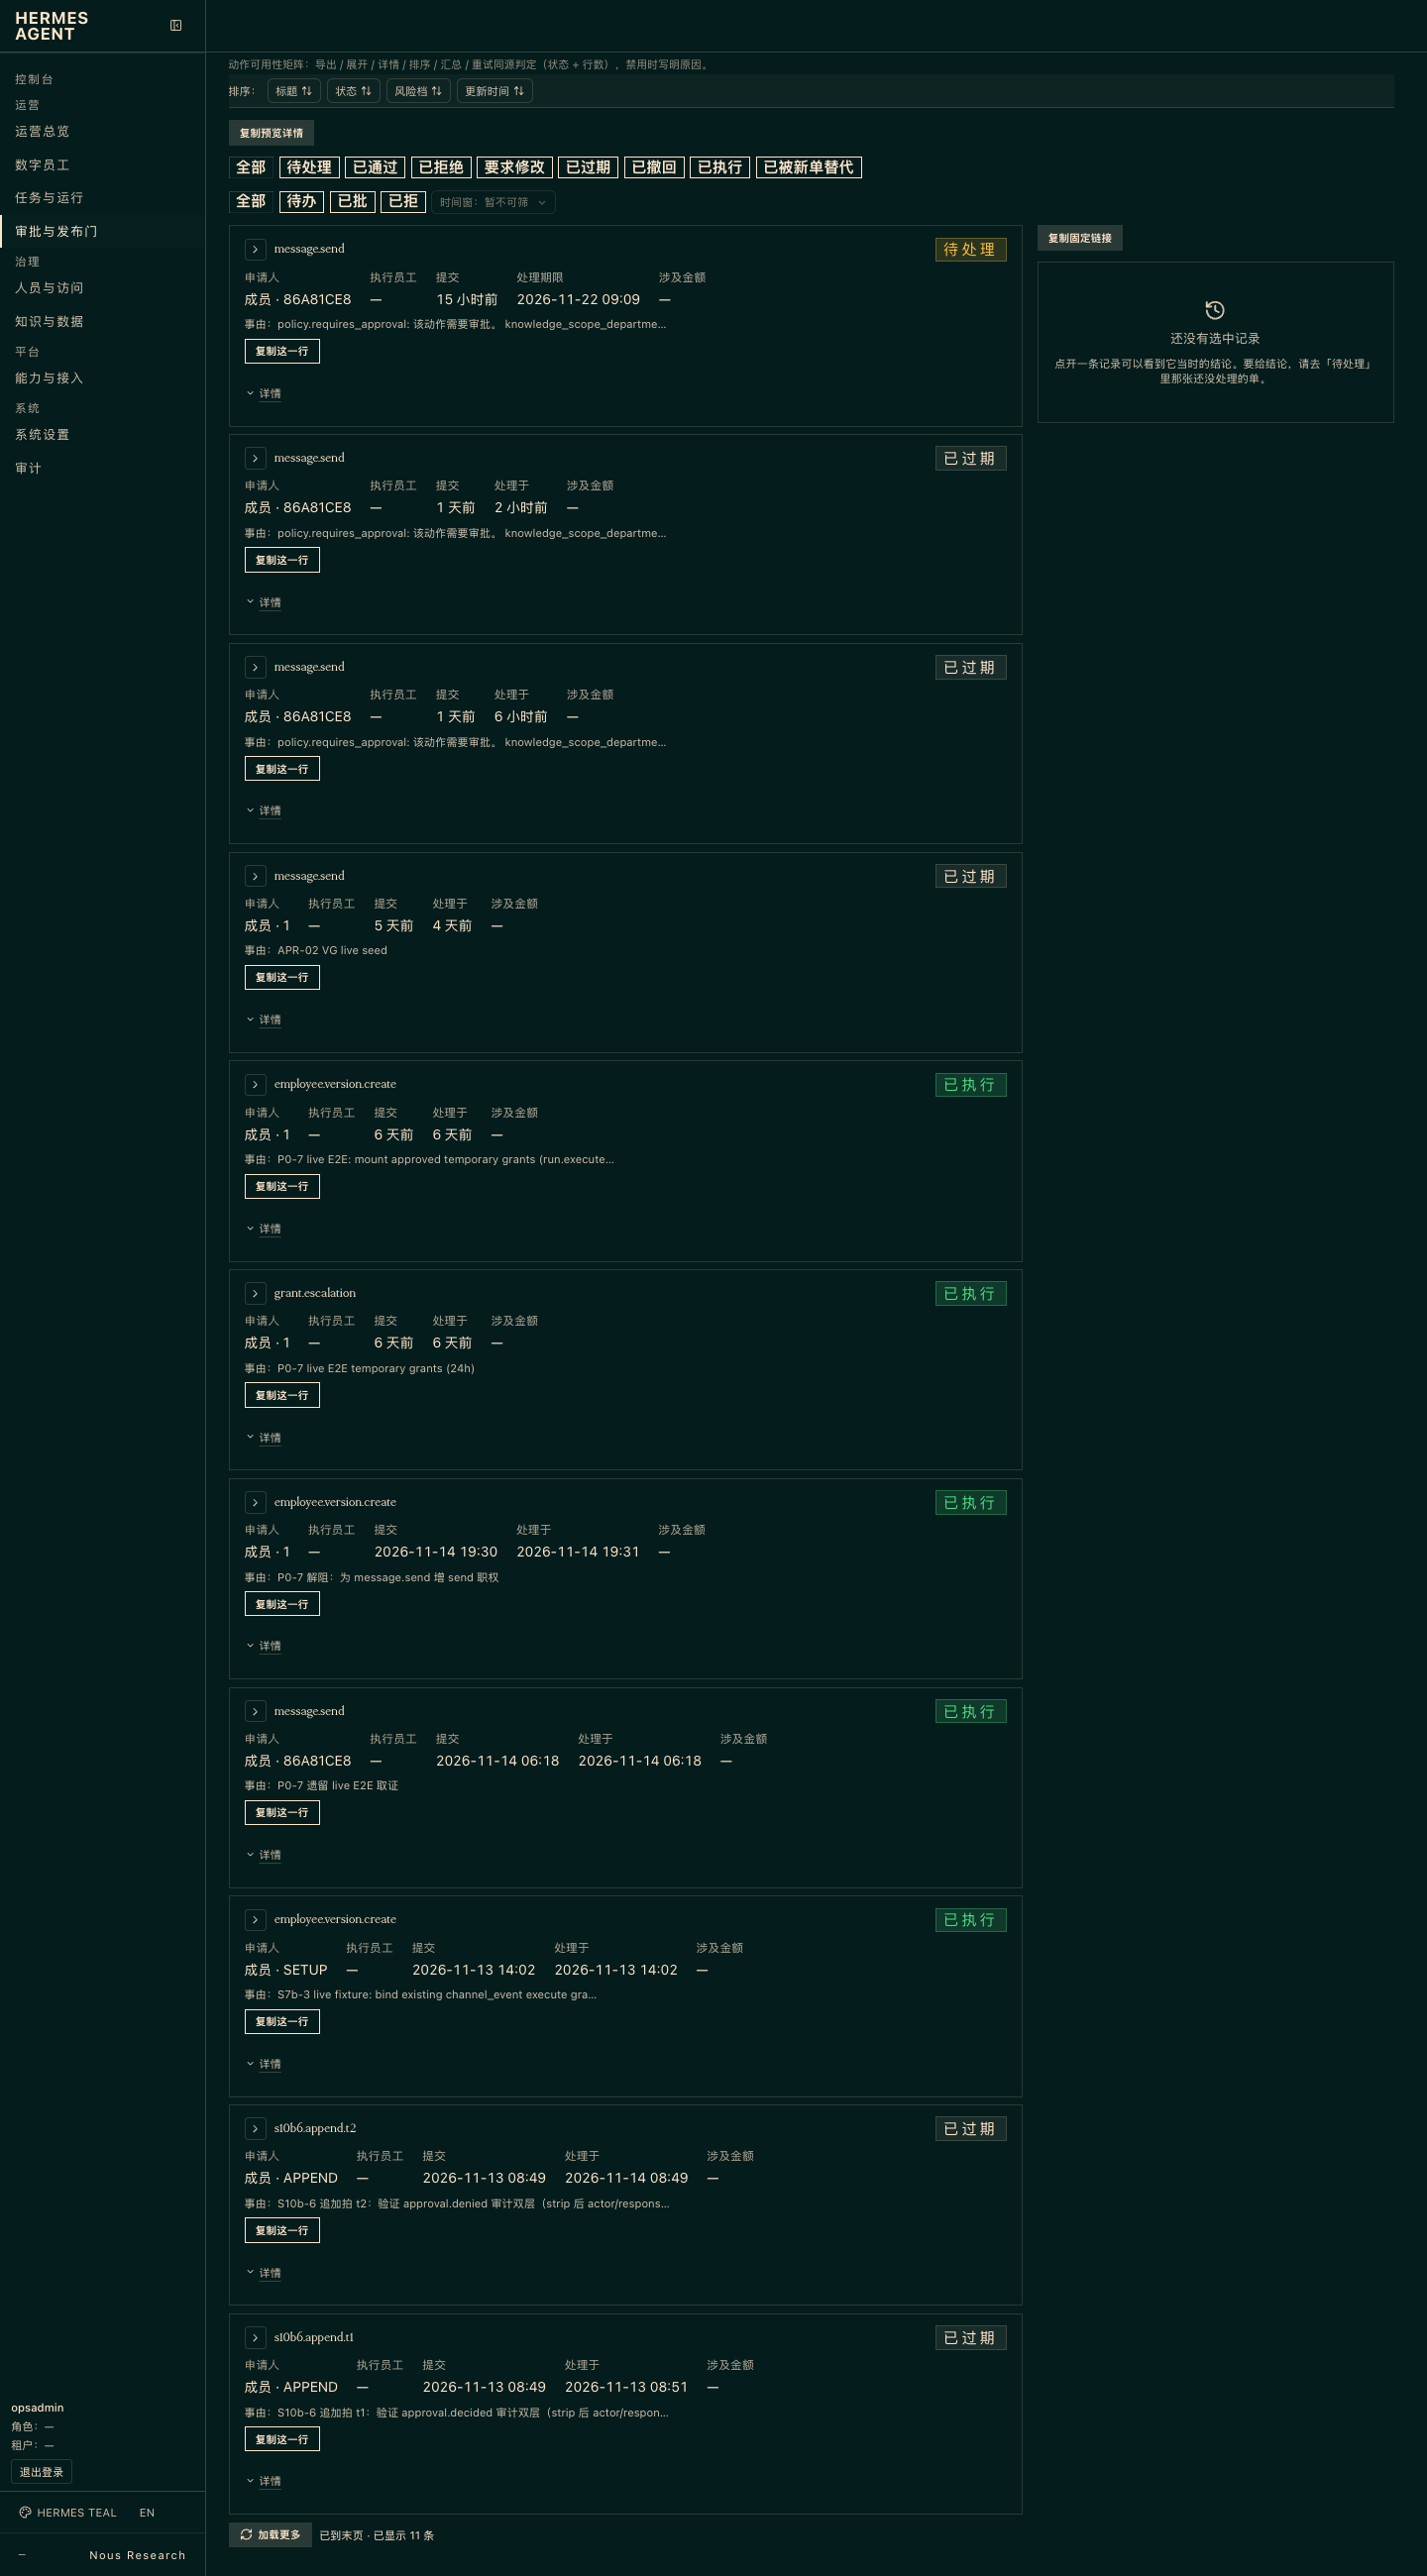 HERMES
AGENT
控制台
运营
运营总览
数字员工
任务与运行
审批与发布门
治理
人员与访问
知识与数据
平台
能力与接入
系统
系统设置
审计
opsadmin
角色：—
租户：—
退出登录
HERMES TEAL EN
— Nous Research
动作可用性矩阵：导出 / 展开 / 详情 / 排序 / 汇总 / 重试同源判定（状态 + 行数），禁用时写明原因。
排序： 标题 状态 风险档 更新时间
复制预览详情
全部 待处理 已通过 已拒绝 要求修改 已过期 已撤回 已执行 已被新单替代
全部 待办 已批 已拒 时间窗：暂不可筛
message.send 待处理
申请人 执行员工 提交 处理期限 涉及金额
成员 · 86A81CE8 — 15 小时前 2026-11-22 09:09 —
事由：policy.requires_approval: 该动作需要审批。 knowledge_scope_departme...
复制这一行
详情
message.send 已过期
申请人 执行员工 提交 处理于 涉及金额
成员 · 86A81CE8 — 1 天前 2 小时前 —
事由：policy.requires_approval: 该动作需要审批。 knowledge_scope_departme...
复制这一行
详情
message.send 已过期
申请人 执行员工 提交 处理于 涉及金额
成员 · 86A81CE8 — 1 天前 6 小时前 —
事由：policy.requires_approval: 该动作需要审批。 knowledge_scope_departme...
复制这一行
详情
message.send 已过期
申请人 执行员工 提交 处理于 涉及金额
成员 · 1 — 5 天前 4 天前 —
事由：APR-02 VG live seed
复制这一行
详情
employee.version.create 已执行
申请人 执行员工 提交 处理于 涉及金额
成员 · 1 — 6 天前 6 天前 —
事由：P0-7 live E2E: mount approved temporary grants (run.execute...
复制这一行
详情
grant.escalation 已执行
申请人 执行员工 提交 处理于 涉及金额
成员 · 1 — 6 天前 6 天前 —
事由：P0-7 live E2E temporary grants (24h)
复制这一行
详情
employee.version.create 已执行
申请人 执行员工 提交 处理于 涉及金额
成员 · 1 — 2026-11-14 19:30 2026-11-14 19:31 —
事由：P0-7 解阻：为 message.send 增 send 职权
复制这一行
详情
message.send 已执行
申请人 执行员工 提交 处理于 涉及金额
成员 · 86A81CE8 — 2026-11-14 06:18 2026-11-14 06:18 —
事由：P0-7 遗留 live E2E 取证
复制这一行
详情
employee.version.create 已执行
申请人 执行员工 提交 处理于 涉及金额
成员 · SETUP — 2026-11-13 14:02 2026-11-13 14:02 —
事由：S7b-3 live fixture: bind existing channel_event execute gra...
复制这一行
详情
s10b6.append.t2 已过期
申请人 执行员工 提交 处理于 涉及金额
成员 · APPEND — 2026-11-13 08:49 2026-11-14 08:49 —
事由：S10b-6 追加拍 t2：验证 approval.denied 审计双层（strip 后 actor/respons...
复制这一行
详情
s10b6.append.t1 已过期
申请人 执行员工 提交 处理于 涉及金额
成员 · APPEND — 2026-11-13 08:49 2026-11-13 08:51 —
事由：S10b-6 追加拍 t1：验证 approval.decided 审计双层（strip 后 actor/respon...
复制这一行
详情
加载更多 已到末页 · 已显示 11 条
复制固定链接
还没有选中记录
点开一条记录可以看到它当时的结论。要给结论，请去「待处理」
里那张还没处理的单。